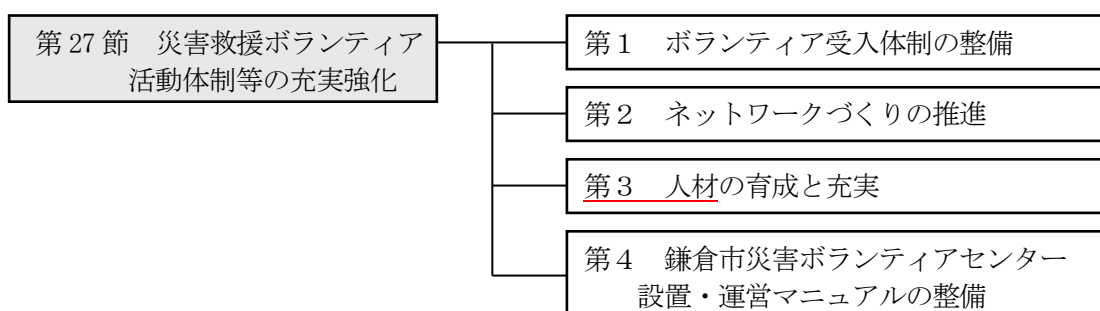 第 27 節　災害救援ボランティア
活動体制等の充実強化
第１　ボランティア受入体制の整備
第２　ネットワークづくりの推進
第３　人材の育成と充実
第４　鎌倉市災害ボランティアセンター
設置・運営マニュアルの整備